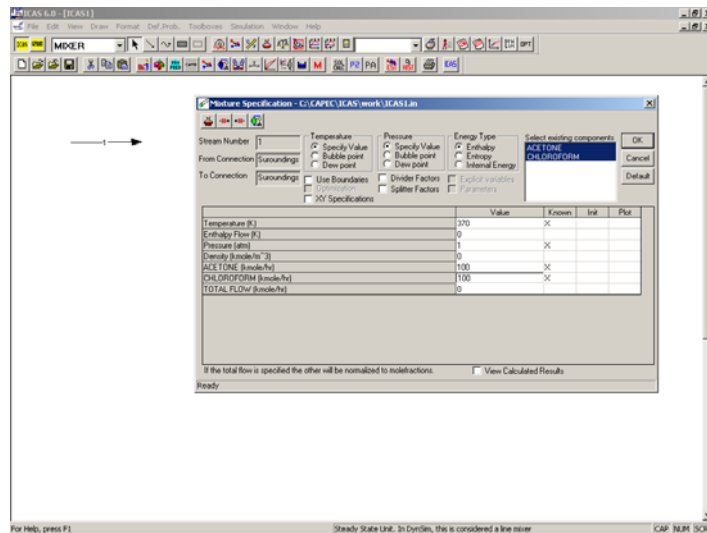 ICAS 6.0 - [ICAS1]
File Edit View Draw Format Def.Prob. Toolboxes Simulation Window Help
MIXER
OPT
M
P2 PA
1
Mixture Specification - C:\CAPEC\ICAS\work\ICAS1.in
Stream Number 1
From Connection Suroundings
To Connection Suroundings
Temperature
Specify Value
Bubble point
Dew point
Pressure
Specify Value
Bubble point
Dew point
Energy Type
Enthalpy
Entropy
Internal Energy
Select existing components
ACETONE
CHLOROFORM
OK
Cancel
Default
Use Boundaries
Optimization
XY Specifications
Divider Factors
Splitter Factors
Explicit variables
Parameters
Value Known Init Plot
Temperature (K) 370 X
Enthalpy Flow (K) 0
Pressure (atm) 1 X
Density (kmole/m^3) 0
ACETONE (kmole/hr) 100 X
CHLOROFORM (kmole/hr) 100 X
TOTAL FLOW (kmole/hr) 0
If the total flow is specified the other will be normalized to molefractions.
View Calculated Results
Ready
For Help, press F1
Steady State Unit. In DynSim, this is considered a line mixer
CAP NUM SCR